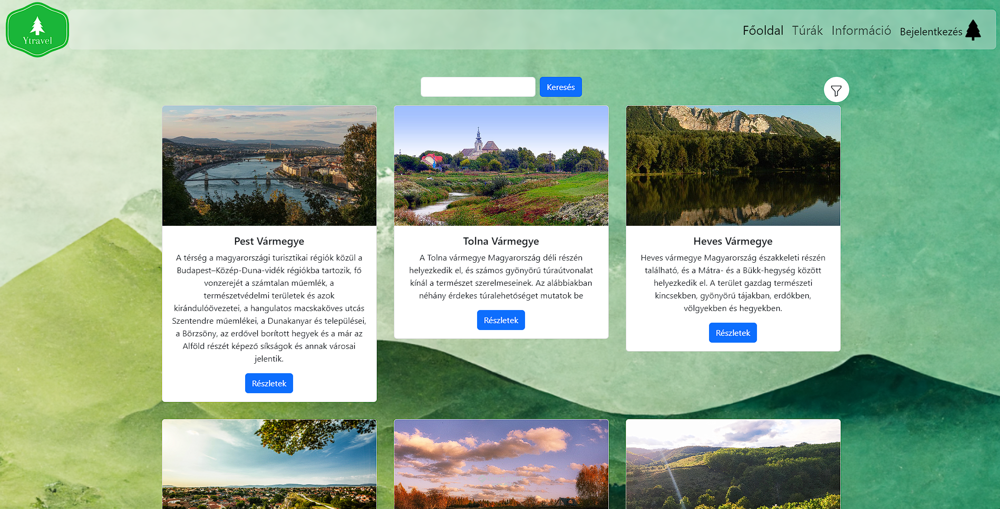 Ytravel
Főoldal Túrák Információ Bejelentkezés
Keresés
Pest Vármegye
A térség a magyarországi turisztikai régiók közül a
Budapest–Közép-Duna-vidék régiókba tartozik, fő
vonzerejét a számtalan műemlék, a
természetvédelmi területek és azok
kirándulóövezetei, a hangulatos macskaköves utcás
Szentendre műemlékei, a Dunakanyar és települései,
a Börzsöny, az erdővel borított hegyek és a már az
Alföld részét képező síkságok és annak városai
jelentik.
Részletek
Tolna Vármegye
A Tolna vármegye Magyarország déli részén
helyezkedik el, és számos gyönyörű túraútvonalat
kínál a természet szerelmeseinek. Az alábbiakban
néhány érdekes túralehetőséget mutatok be
Részletek
Heves Vármegye
Heves vármegye Magyarország északkeleti részén
található, és a Mátra- és a Bükk-hegység között
helyezkedik el. A terület gazdag természeti
kincsekben, gyönyörű tájakban, erdőkben,
völgyekben és hegyekben.
Részletek